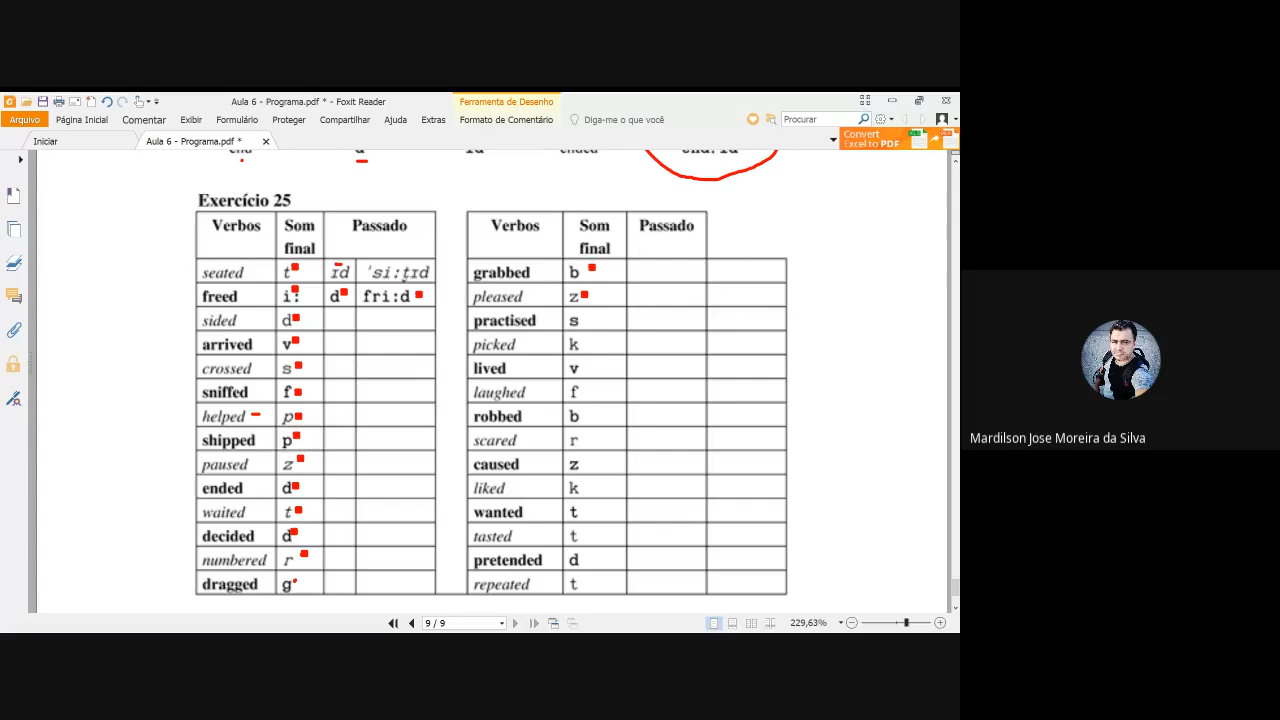 Aula 6 - Programa.pdf * - Foxit Reader
Ferramenta de Desenho
Arquivo Página Inicial Comentar Exibir Formulário Proteger Compartilhar Ajuda Extras Formato de Comentário Diga-me o que você Procurar
Iniciar Aula 6 - Programa.pdf *
Convert
Excel to PDF
Exercício 25
Verbos Som final Passado Verbos Som final Passado
seated t ɪd ˈsi:t̬ɪd grabbed b
freed i: d fri:d pleased z
sided d practised s
arrived v picked k
crossed s lived v
sniffed f laughed f
helped p robbed b
shipped p scared r
paused z caused z
ended d liked k
waited t wanted t
decided d tasted t
numbered r pretended d
dragged g repeated t
9 / 9 229,63%
Mardilson Jose Moreira da Silva